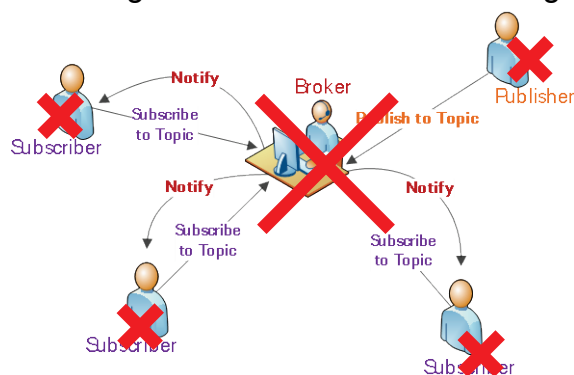 Notify
Broker
Publisher
Subscribe
to Topic
Publish to Topic
Subscriber
Notify
Notify
Subscribe
to Topic
Subscribe
to Topic
Subscriber
Subscriber